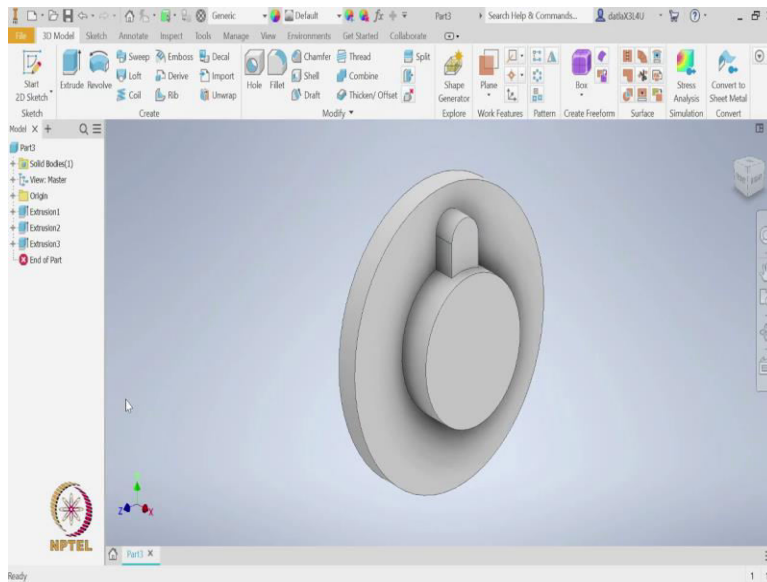 Generic Default Part3 Search Help & Commands... datlaX3L4U
File 3D Model Sketch Annotate Inspect Tools Manage View Environments Get Started Collaborate
Sweep Emboss Decal Chamfer Thread Split
Start 2D Sketch Extrude Revolve Loft Derive Import Hole Fillet Shell Combine Shape Generator Plane Box Stress Analysis Convert to Sheet Metal
Coil Rib Unwrap Draft Thicken/ Offset
Sketch Create Modify Explore Work Features Pattern Create Freeform Surface Simulation Convert
Model
Part3
Solid Bodies(1)
View: Master
Origin
Extrusion1
Extrusion2
Extrusion3
End of Part
Y
Z X
NPTEL
Part3
Ready 1